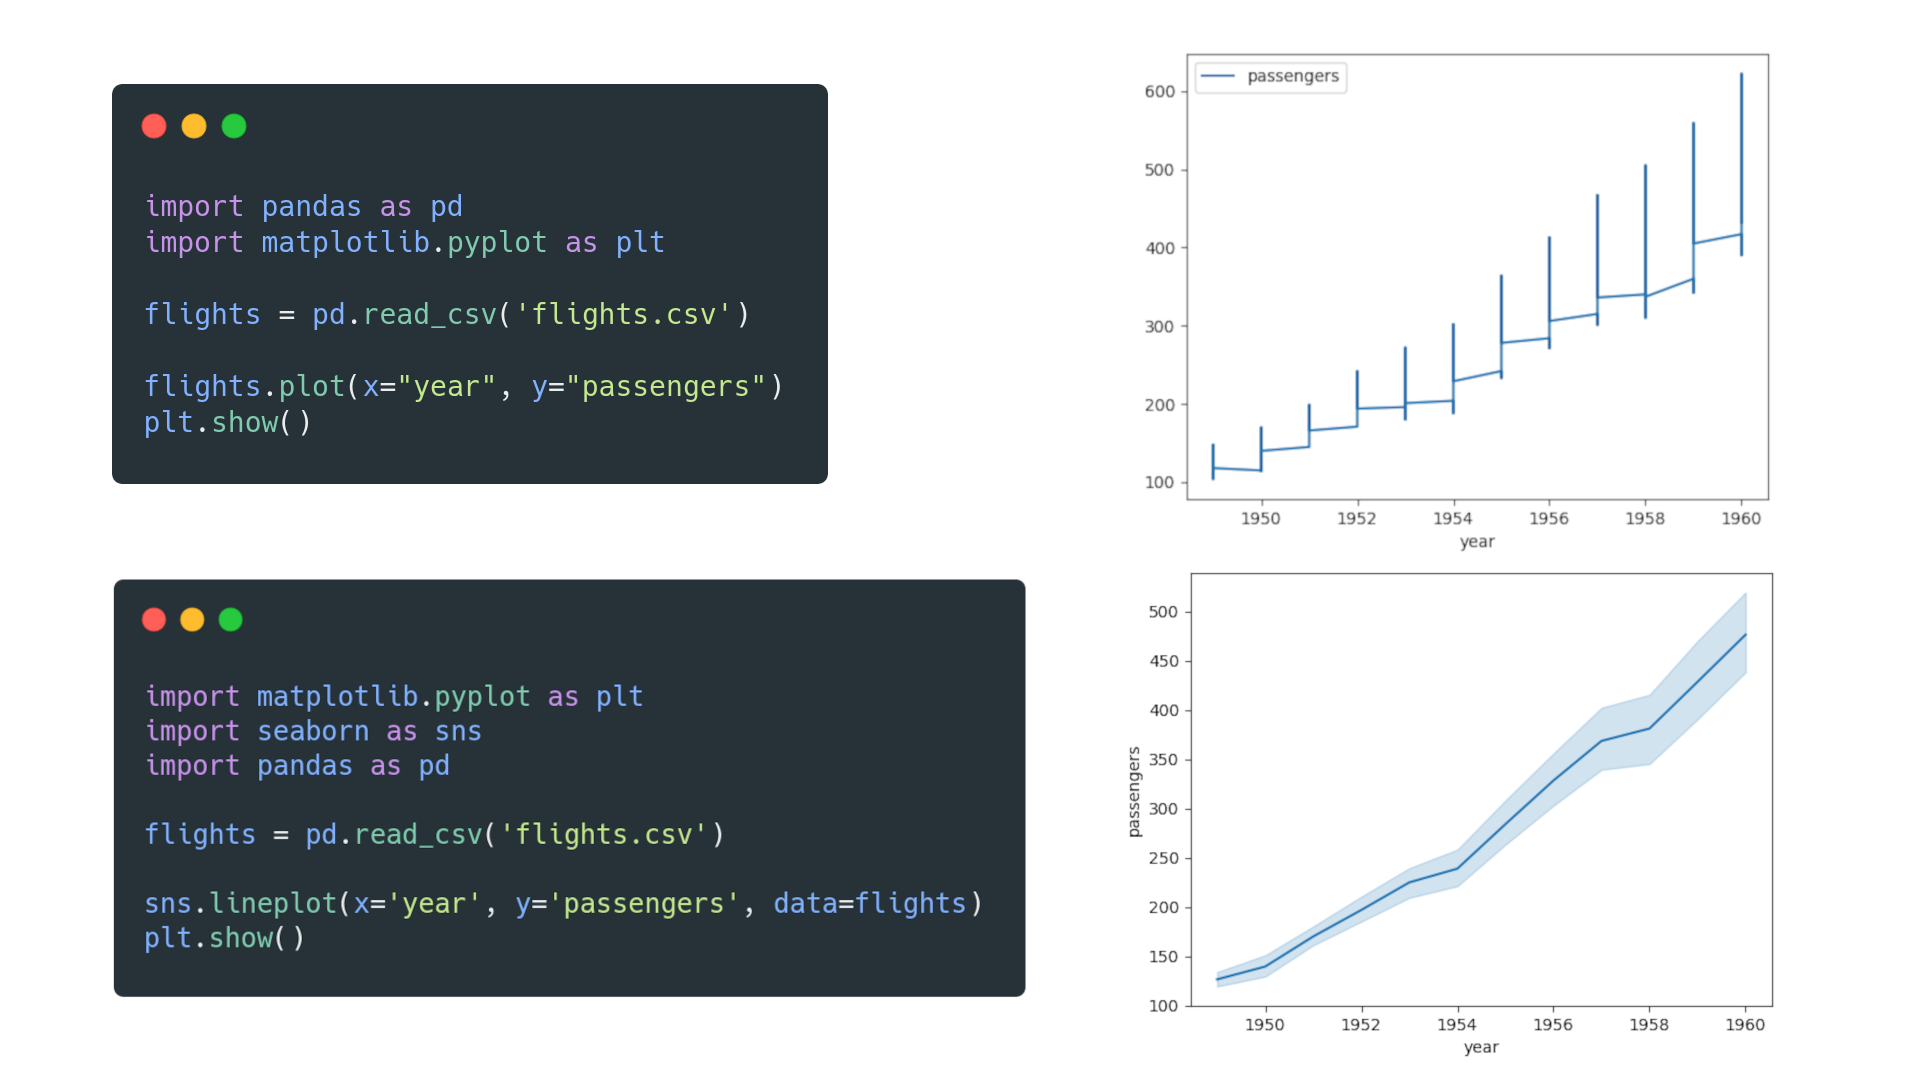 import pandas as pd
import matplotlib.pyplot as plt
flights = pd.read_csv('flights.csv')
flights.plot(x="year", y="passengers")
plt.show()
passengers
600
500
400
300
200
100
1950 1952 1954 1956 1958 1960
year
import matplotlib.pyplot as plt
import seaborn as sns
import pandas as pd
flights = pd.read_csv('flights.csv')
sns.lineplot(x='year', y='passengers', data=flights)
plt.show()
passengers
500
450
400
350
300
250
200
150
100
1950 1952 1954 1956 1958 1960
year